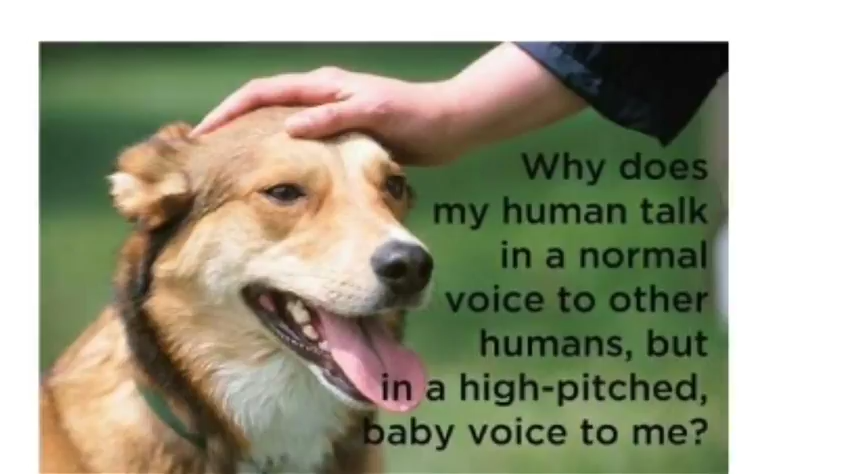 Why does
my human talk
in a normal
voice to other
humans, but
in a high-pitched,
baby voice to me?